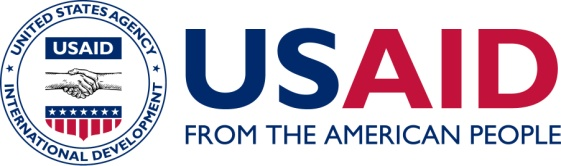 UNITED STATES AGENCY
USAID
INTERNATIONAL DEVELOPMENT
USAID
FROM THE AMERICAN PEOPLE